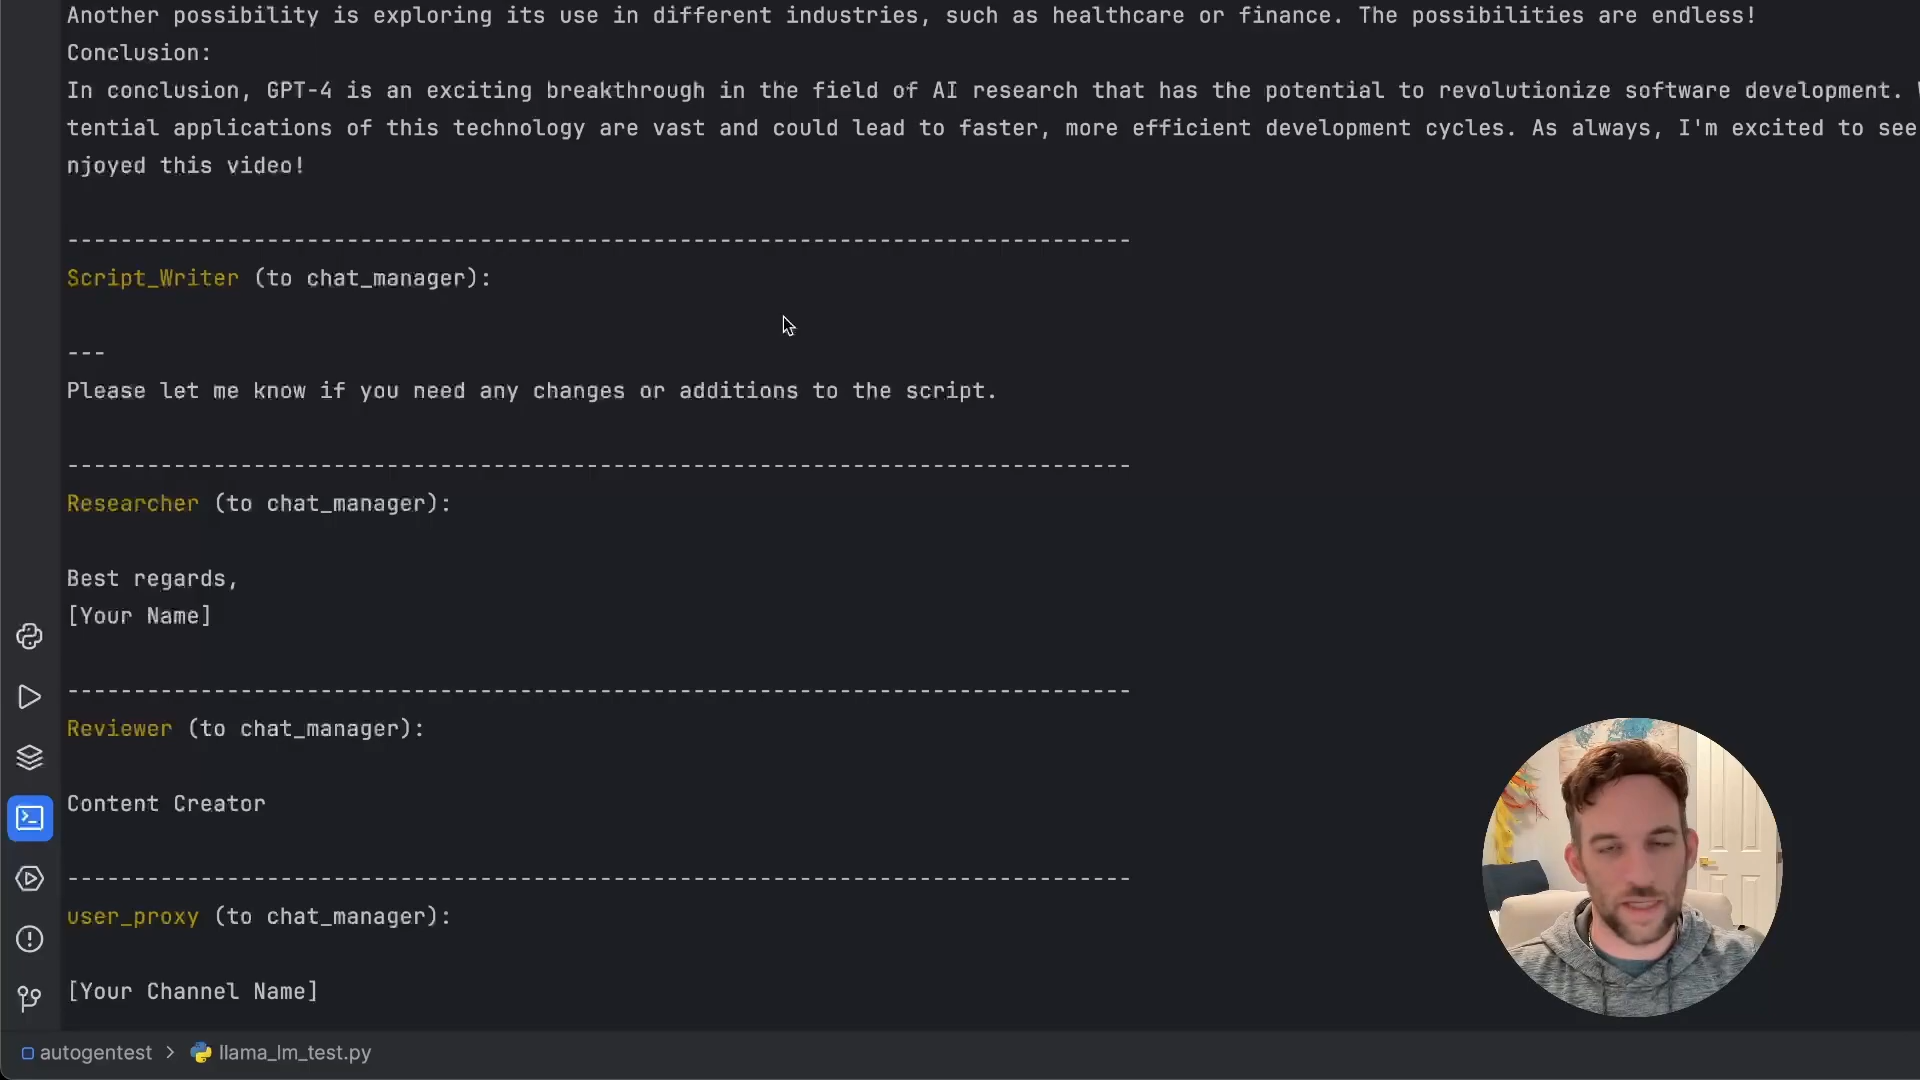 Another possibility is exploring its use in different industries, such as healthcare or finance. The possibilities are endless!
Conclusion:
In conclusion, GPT-4 is an exciting breakthrough in the field of AI research that has the potential to revolutionize software development.
tential applications of this technology are vast and could lead to faster, more efficient development cycles. As always, I'm excited to see
njoyed this video!
--------------------------------------------------------------------------------
Script_Writer (to chat_manager):
---
Please let me know if you need any changes or additions to the script.
--------------------------------------------------------------------------------
Researcher (to chat_manager):
Best regards,
[Your Name]
--------------------------------------------------------------------------------
Reviewer (to chat_manager):
Content Creator
--------------------------------------------------------------------------------
user_proxy (to chat_manager):
[Your Channel Name]
autogentest > llama_lm_test.py